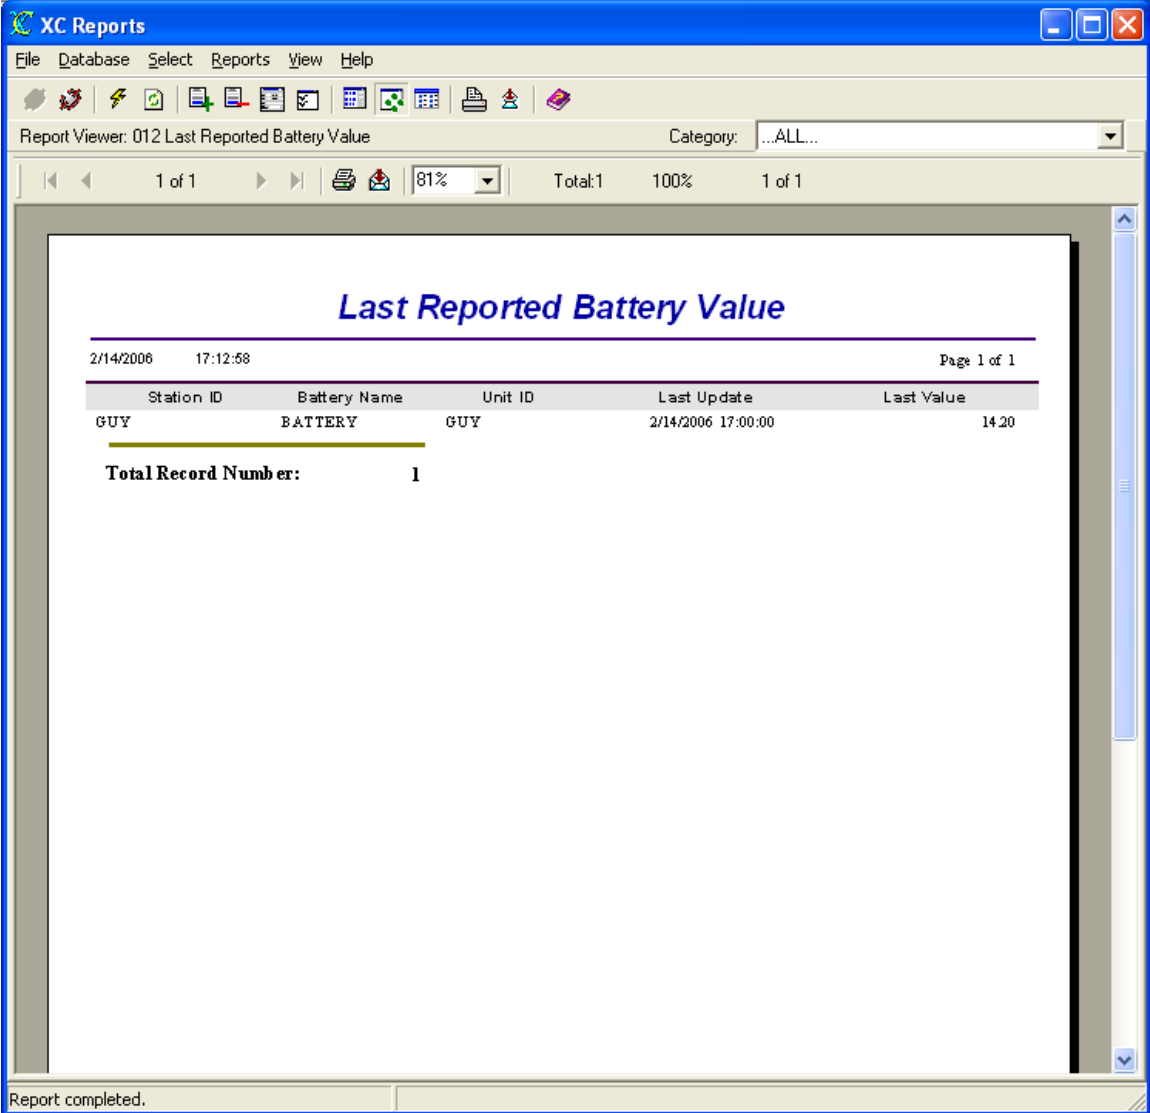 XC Reports
File Database Select Reports View Help
Report Viewer: 012 Last Reported Battery Value Category: ...ALL...
1 of 1 81% Total:1 100% 1 of 1
Last Reported Battery Value
2/14/2006 17:12:58 Page 1 of 1
Station ID Battery Name Unit ID Last Update Last Value
GUY BATTERY GUY 2/14/2006 17:00:00 14.20
Total Record Number: 1
Report completed.